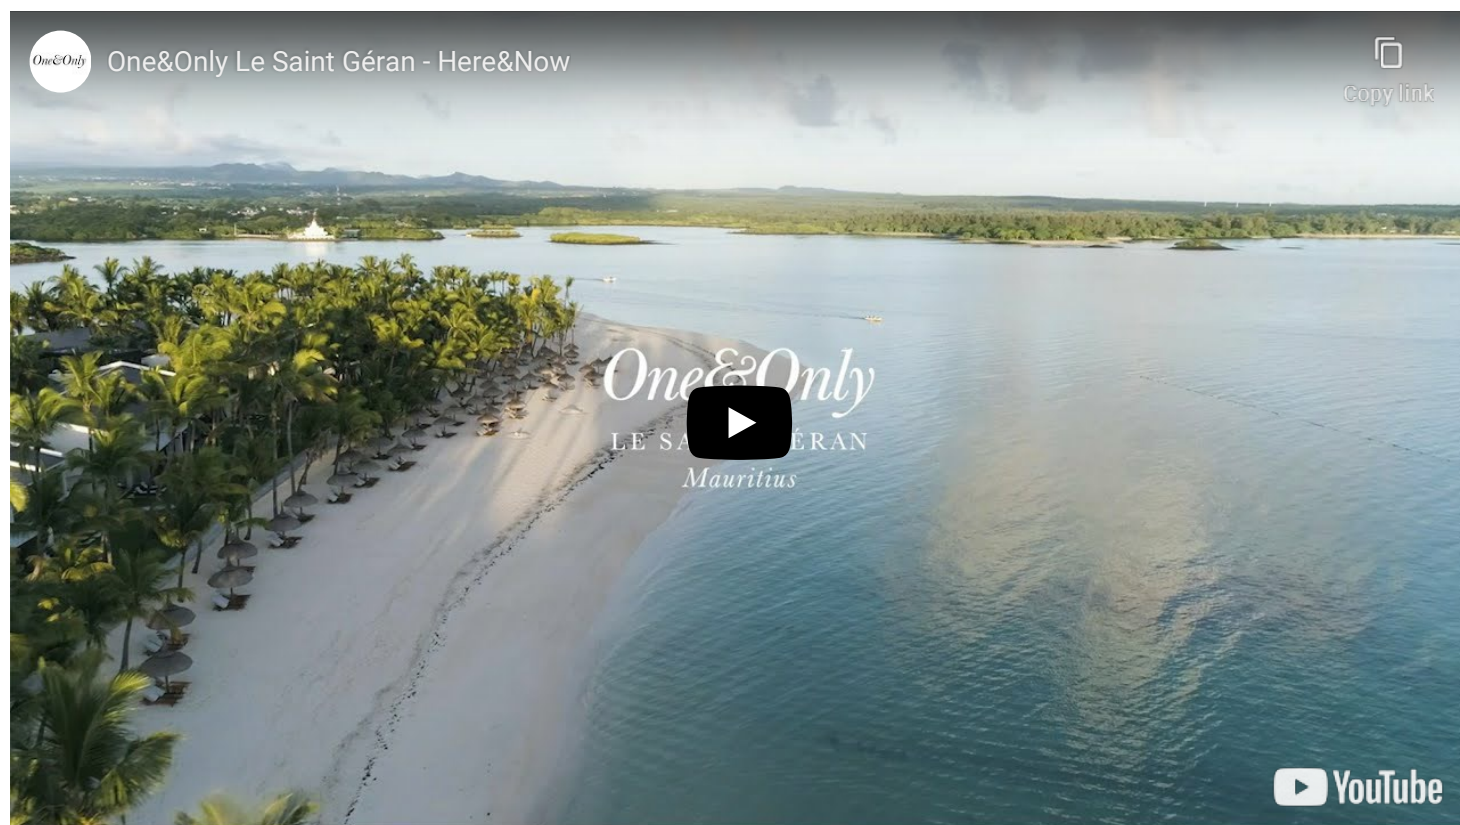 One&Only
One&Only Le Saint Géran - Here&Now
Copy link
One&Only
LE SA ÉRAN
Mauritius
YouTube